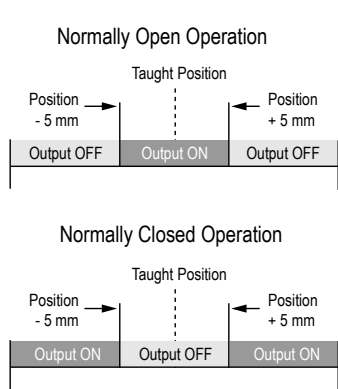 Normally Open Operation
Taught Position
Position
- 5 mm
Position
+ 5 mm
Output OFF Output ON Output OFF
Normally Closed Operation
Taught Position
Position
- 5 mm
Position
+ 5 mm
Output ON Output OFF Output ON